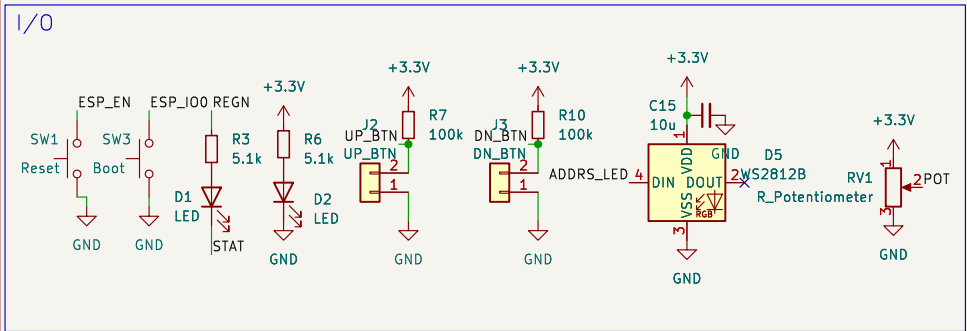 I/O
ESP_EN
SW1
Reset
GND
ESP_IO0
SW3
Boot
GND
REGN
R3
5.1k
D1
LED
STAT
+3.3V
R6
5.1k
D2
LED
GND
+3.3V
R7
100k
J2
UP_BTN
UP_BTN
2
1
GND
+3.3V
R10
100k
J3
DN_BTN
DN_BTN
2
1
GND
+3.3V
C15
10u
GND
1
VDD
D5
WS2812B
ADDRS_LED
4
DIN
DOUT
2
VSS
RGB
3
GND
+3.3V
1
RV1
R_Potentiometer
2
POT
3
GND